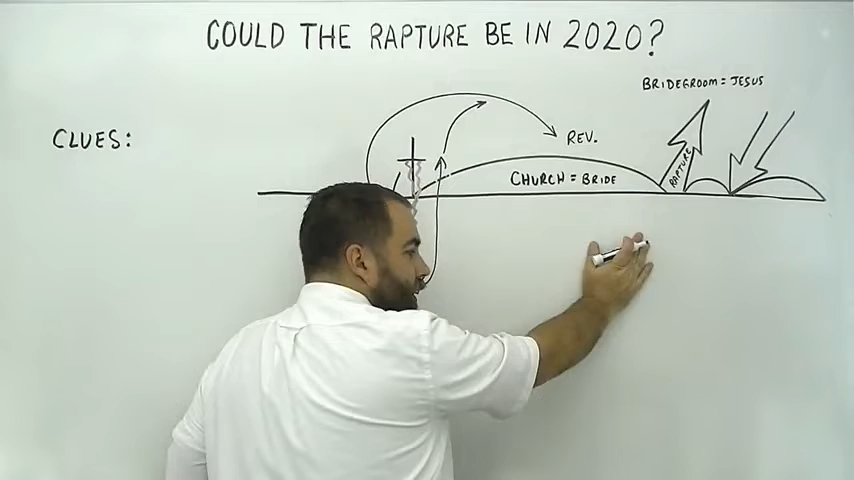 COULD THE RAPTURE BE IN 2020?
BRIDEGROOM = JESUS
CLUES:
REV.
CHURCH = BRIDE
RAPTURE